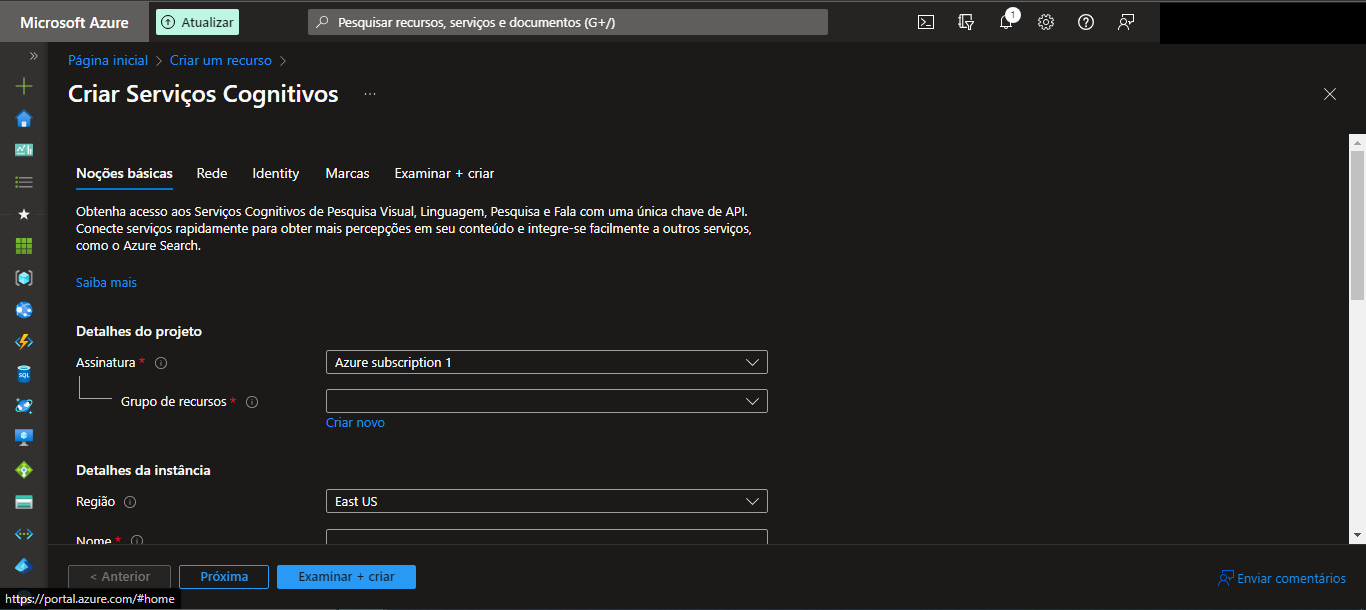 Microsoft Azure
Atualizar
Pesquisar recursos, serviços e documentos (G+/)
1
Página inicial > Criar um recurso >
Criar Serviços Cognitivos ...
Noções básicas Rede Identity Marcas Examinar + criar
Obtenha acesso aos Serviços Cognitivos de Pesquisa Visual, Linguagem, Pesquisa e Fala com uma única chave de API.
Conecte serviços rapidamente para obter mais percepções em seu conteúdo e integre-se facilmente a outros serviços,
como o Azure Search.
Saiba mais
Detalhes do projeto
Assinatura *
Azure subscription 1
Grupo de recursos *
Criar novo
Detalhes da instância
Região
East US
Nome *
SQL
< Anterior
Próxima
Examinar + criar
Enviar comentários
https://portal.azure.com/#home